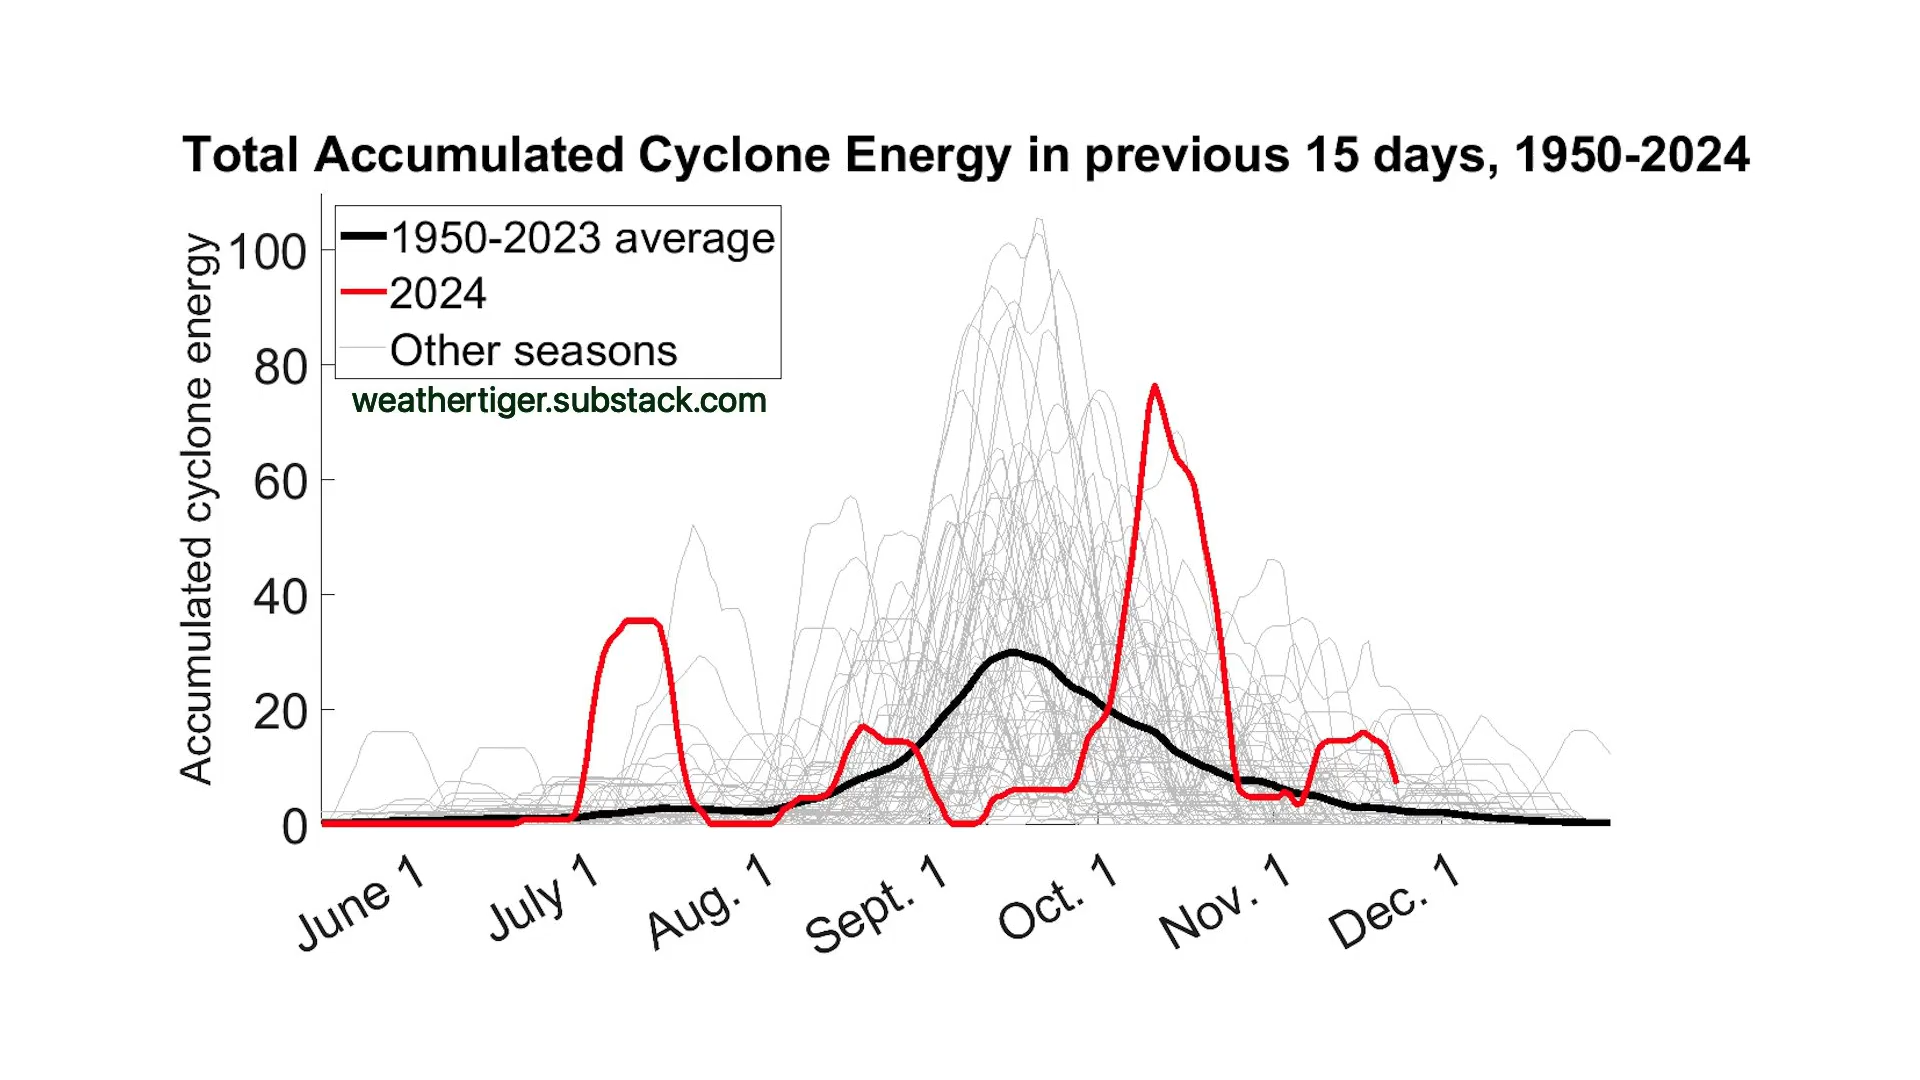 Total Accumulated Cyclone Energy in previous 15 days, 1950-2024
Accumulated cyclone energy
100
80
60
40
20
0
1950-2023 average
2024
Other seasons
weathertiger.substack.com
June 1
July 1
Aug. 1
Sept. 1
Oct. 1
Nov. 1
Dec. 1